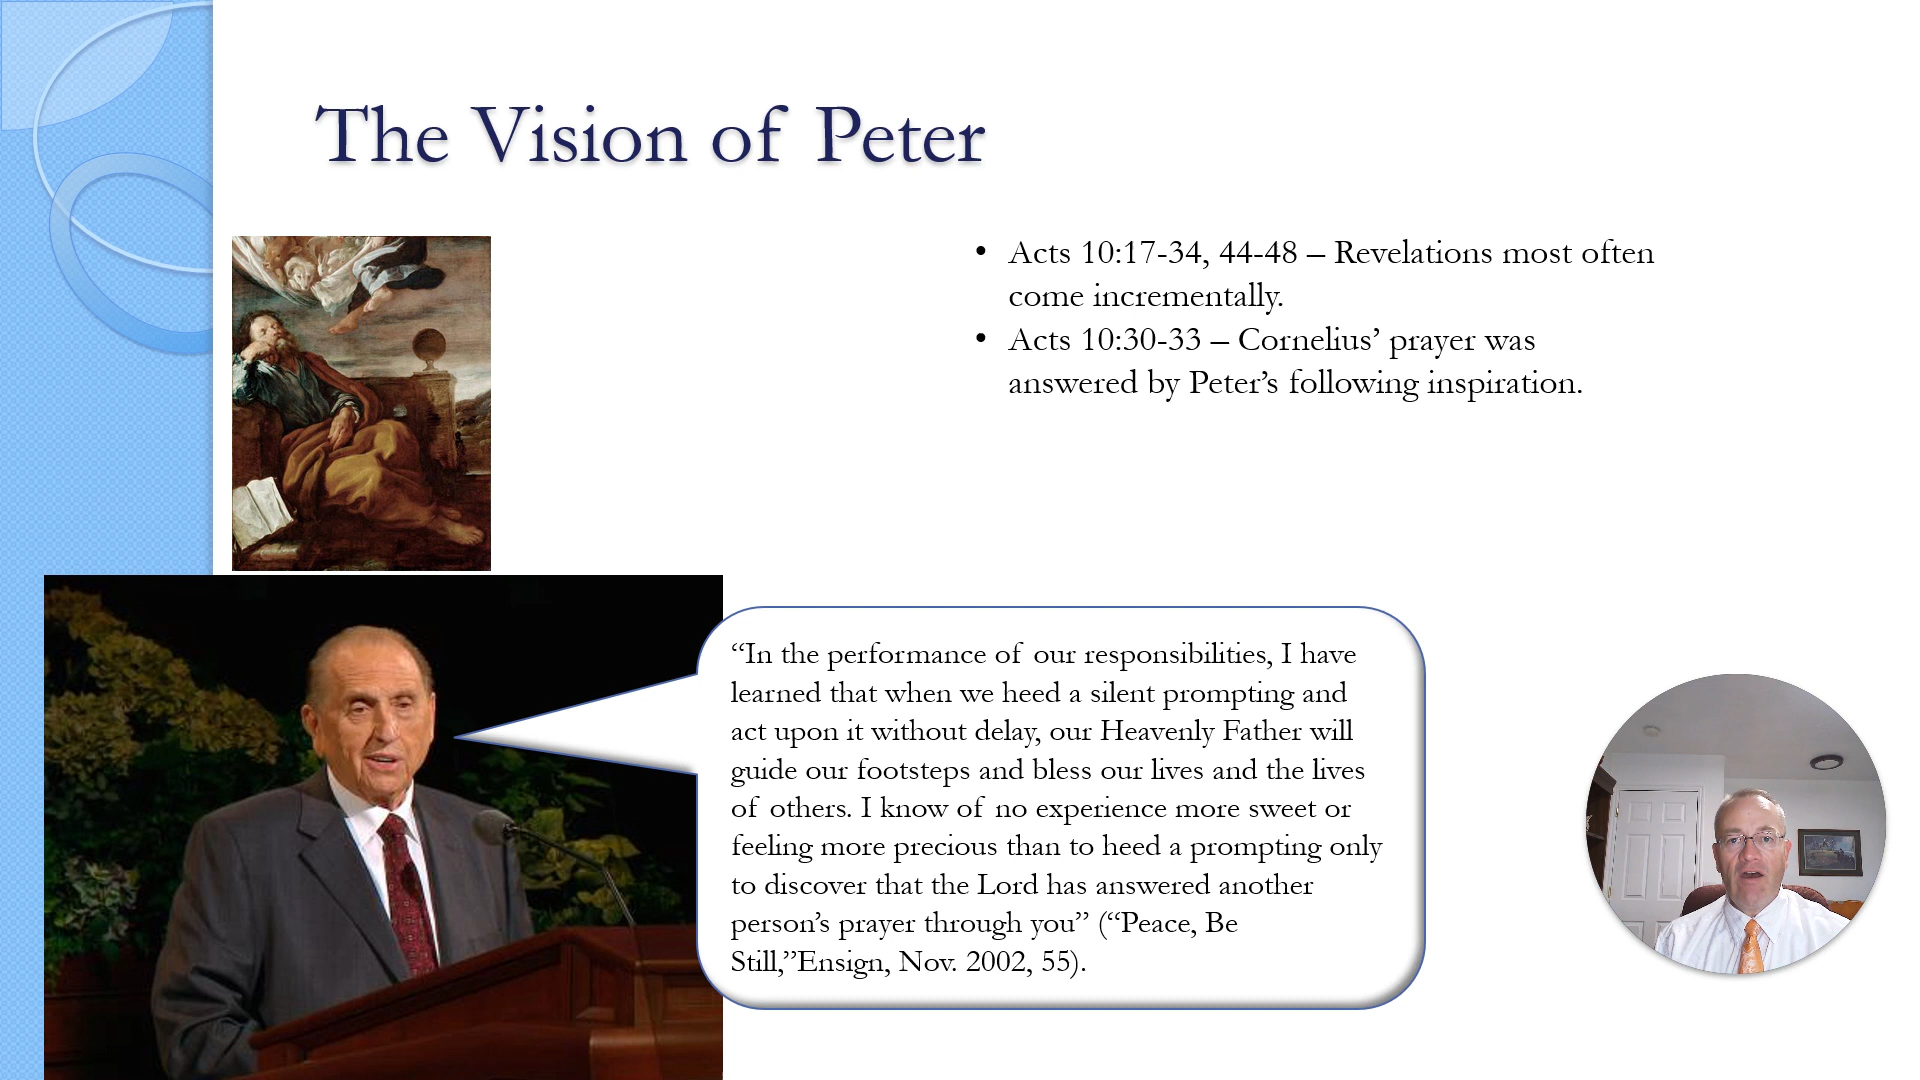 The Vision of Peter
• Acts 10:17-34, 44-48 – Revelations most often
come incrementally.
• Acts 10:30-33 – Cornelius’ prayer was
answered by Peter’s following inspiration.
“In the performance of our responsibilities, I have
learned that when we heed a silent prompting and
act upon it without delay, our Heavenly Father will
guide our footsteps and bless our lives and the lives
of others. I know of no experience more sweet or
feeling more precious than to heed a prompting only
to discover that the Lord has answered another
person’s prayer through you” (“Peace, Be
Still,”Ensign, Nov. 2002, 55).